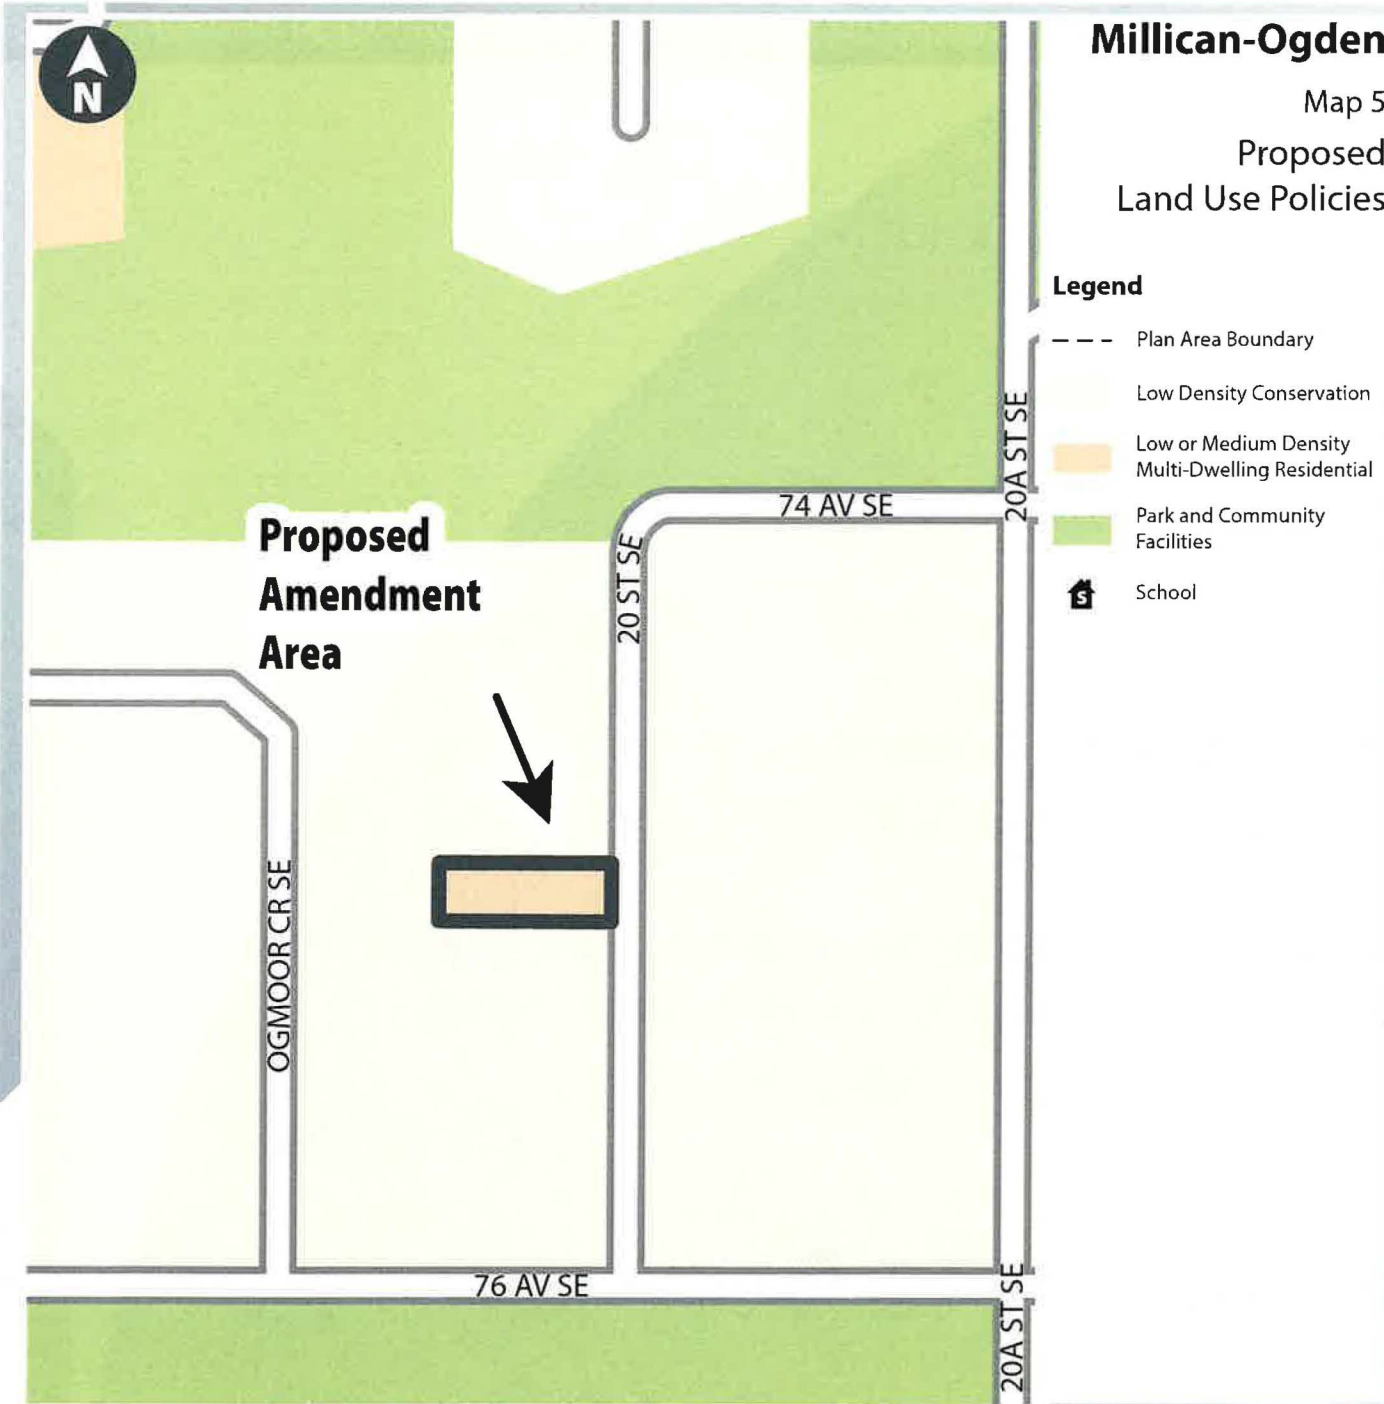 N
Millican-Ogden
Map 5
Proposed
Land Use Policies
Legend
Plan Area Boundary
Low Density Conservation
Low or Medium Density
Multi-Dwelling Residential
Park and Community
Facilities
S
School
20A ST SE
74 AV SE
20 ST SE
Proposed
Amendment
Area
OGMOOR CR SE
76 AV SE
20A ST SE